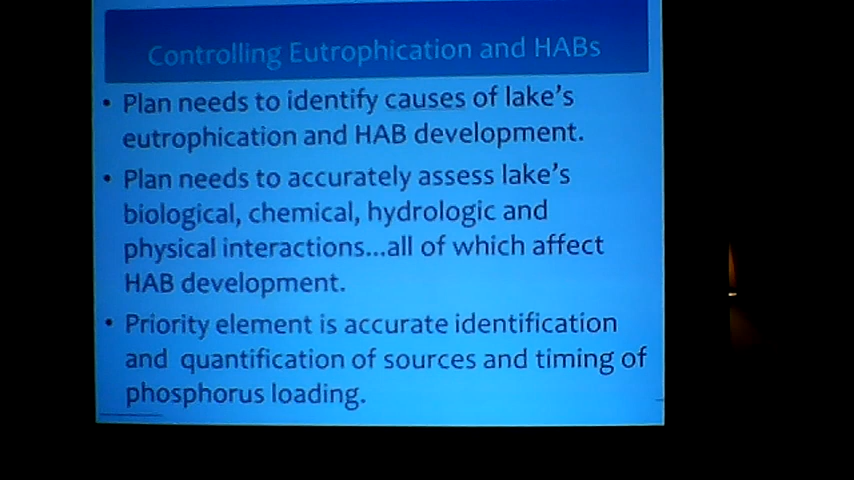 Controlling Eutrophication and HABs
• Plan needs to identify causes of lake's
eutrophication and HAB development.
• Plan needs to accurately assess lake's
biological, chemical, hydrologic and
physical interactions...all of which affect
HAB development.
• Priority element is accurate identification
and quantification of sources and timing of
phosphorus loading.